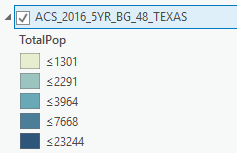 ACS_2016_5YR_BG_48_TEXAS
TotalPop
≤1301
≤2291
≤3964
≤7668
≤23244